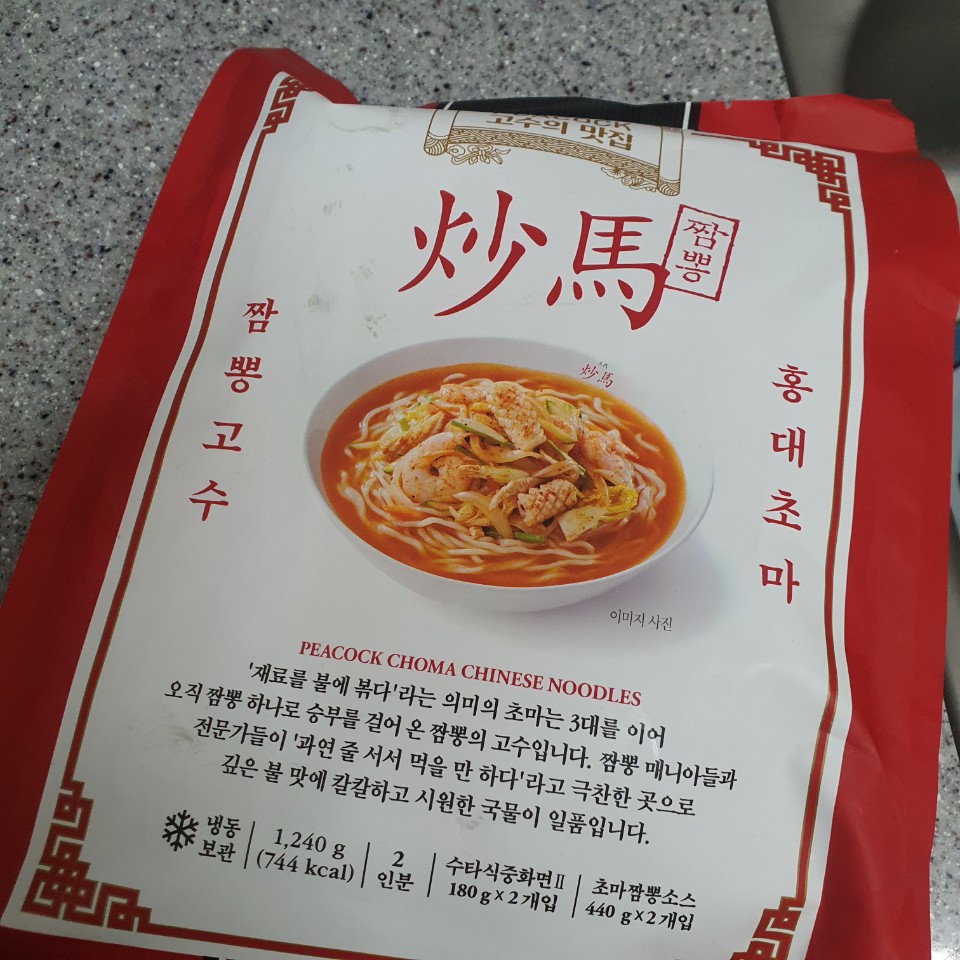 고수의 맛집
炒馬
짬뽕
짬뽕고수
홍대초마
炒馬
이미지 사진
PEACOCK CHOMA CHINESE NOODLES
'재료를 불에 볶다'라는 의미의 초마는 3대를 이어
오직 짬뽕 하나로 승부를 걸어 온 짬뽕의 고수입니다. 짬뽕 매니아들과
전문가들이 '과연 줄 서서 먹을 만 하다'라고 극찬한 곳으로
깊은 불 맛에 칼칼하고 시원한 국물이 일품입니다.
냉동
보관
1,240 g
(744 kcal)
2
인분
수타식중화면Ⅱ
180 g×2개입
초마짬뽕소스
440 g×2개입